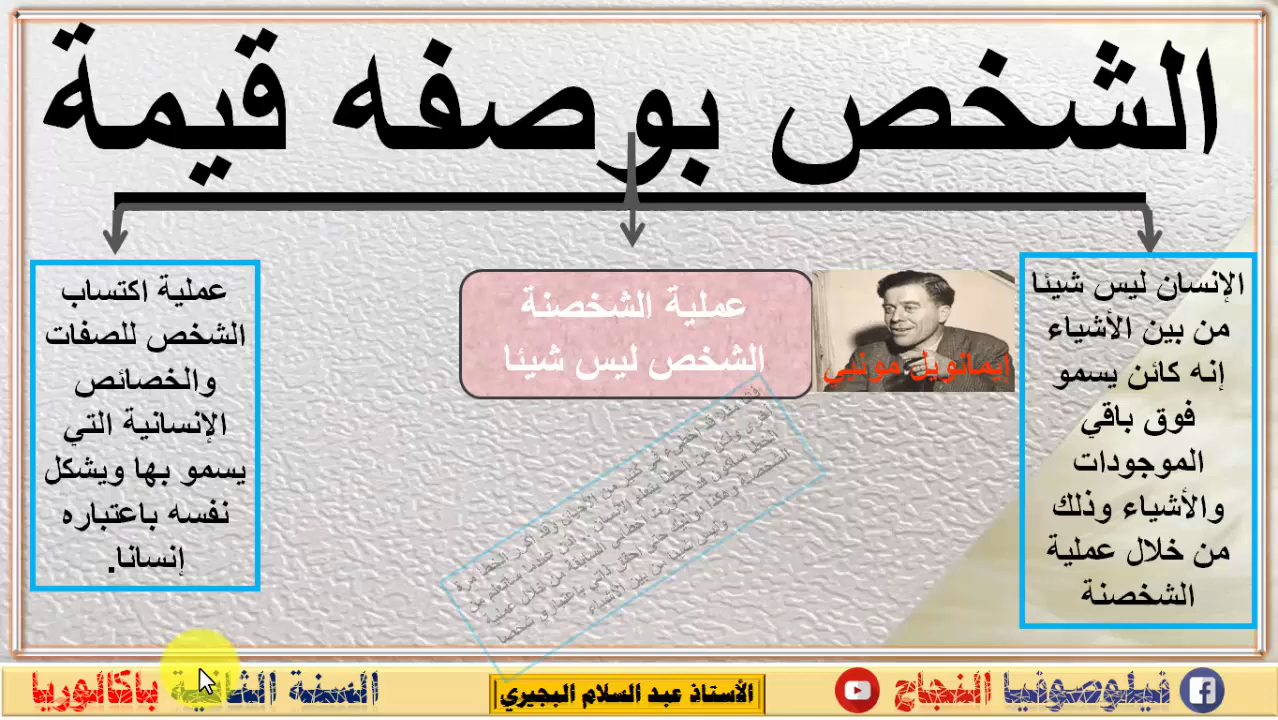 الشخص بوصفه قيمة
الإنسان ليس شيئا
من بين الأشياء
إنه كائن يسمو
فوق باقي
الموجودات
والأشياء وذلك
من خلال عملية
الشخصنة
إيمانويل مونيي
عملية الشخصنة
الشخص ليس شيئا
عملية اكتساب
الشخص للصفات
والخصائص
الإنسانية التي
يسمو بها ويشكل
نفسه باعتباره
إنسانا.
فيلوصوفيا النجاح
الأستاذ عبد السلام البجيري
السنة الثانية باكالوريا